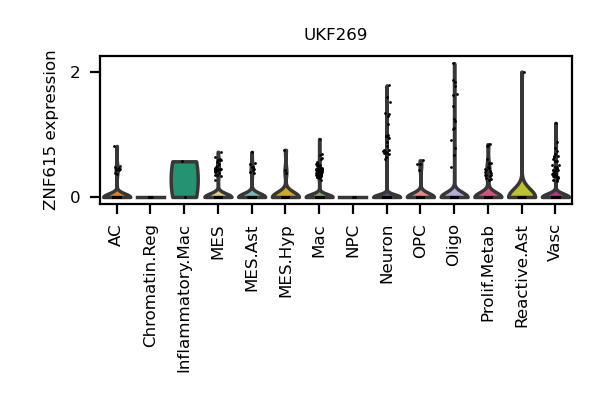 UKF269
ZNF615 expression
2
0
AC
Chromatin.Reg
Inflammatory.Mac
MES
MES.Ast
MES.Hyp
Mac
NPC
Neuron
OPC
Oligo
Prolif.Metab
Reactive.Ast
Vasc